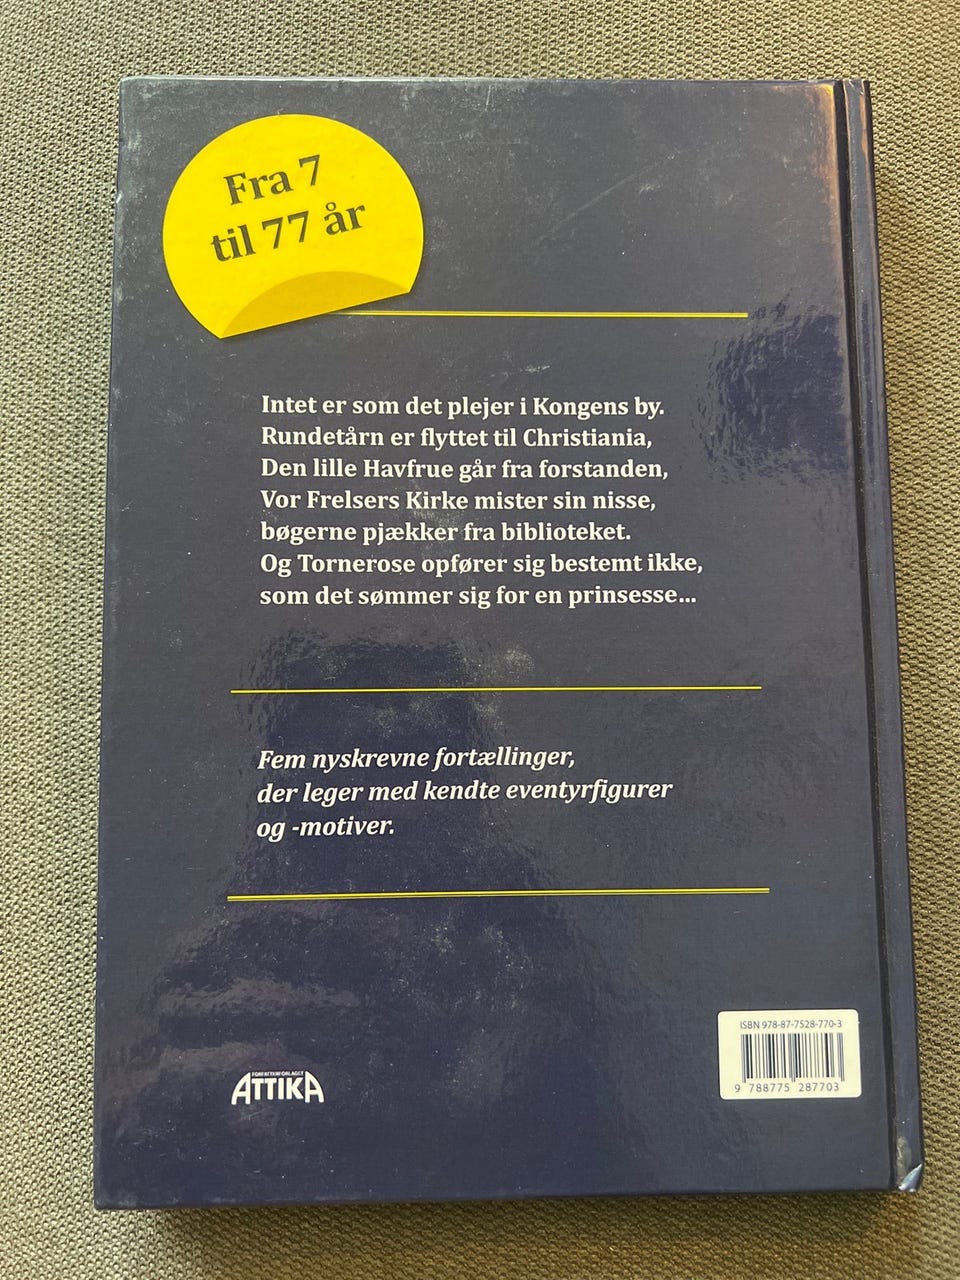 Fra 7
til 77 år
Intet er som det plejer i Kongens by.
Rundetårn er flyttet til Christiania,
Den lille Havfrue går fra forstanden,
Vor Frelsers Kirke mister sin nisse,
bøgerne pjækker fra biblioteket.
Og Tornerose opfører sig bestemt ikke,
som det sømmer sig for en prinsesse...
Fem nyskrevne fortællinger,
der leger med kendte eventyrfigurer
og -motiver.
FORFATTERFORLAGET
ATTIKA
ISBN 978-87-7528-770-3
9 788775 287703